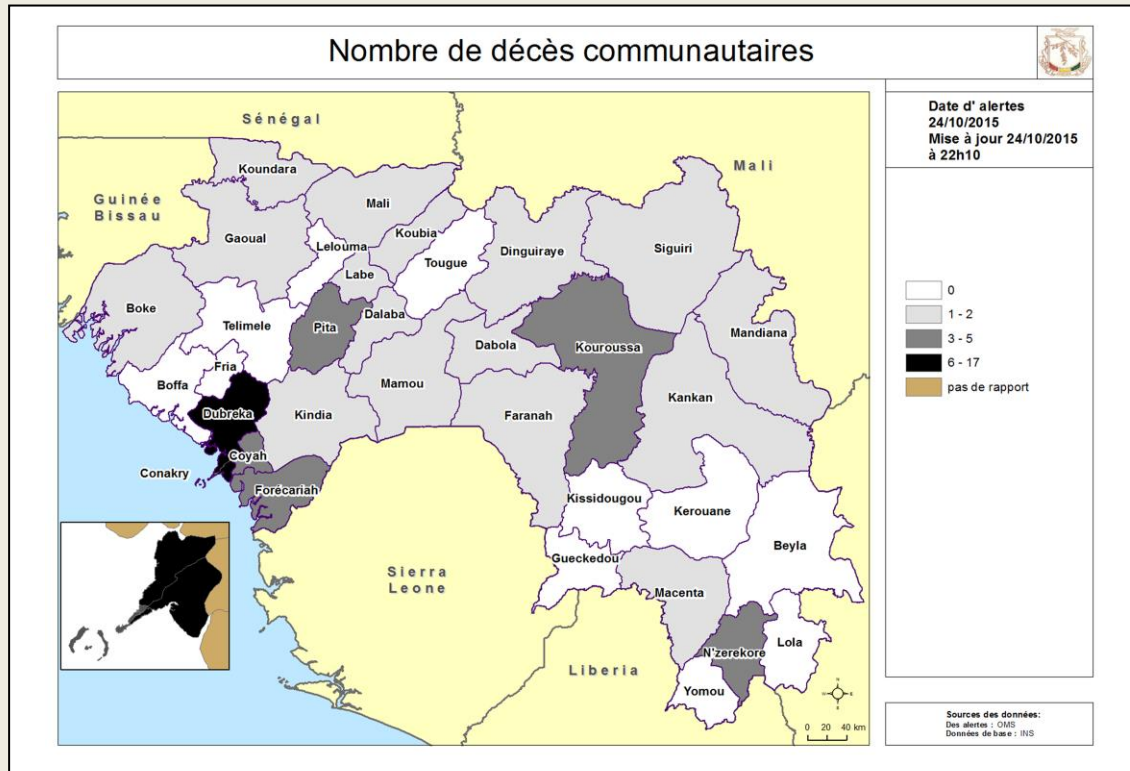 Nombre de décès communautaires
Date d' alertes
24/10/2015
Mise à jour 24/10/2015
à 22h10
Sénégal
Mali
Guinée
Bissau
Koundara
Mali
Gaoual
Koubia
Lelouma
Tougue
Dinguiraye
Siguiri
Labe
Boke
Telimele
Pita
Dalaba
Dabola
Kouroussa
Mandiana
Fria
Boffa
Mamou
Kankan
Dubreka
Kindia
Faranah
Coyah
Conakry
Forécariah
Kissidougou
Kerouane
Beyla
Gueckedou
Sierra
Leone
Macenta
Lola
N'zerekore
Liberia
Yomou
0
1 - 2
3 - 5
6 - 17
pas de rapport
N
W E
S
0 20 40 km
Sources des données:
Des alertes : OMS
Données de base : INS